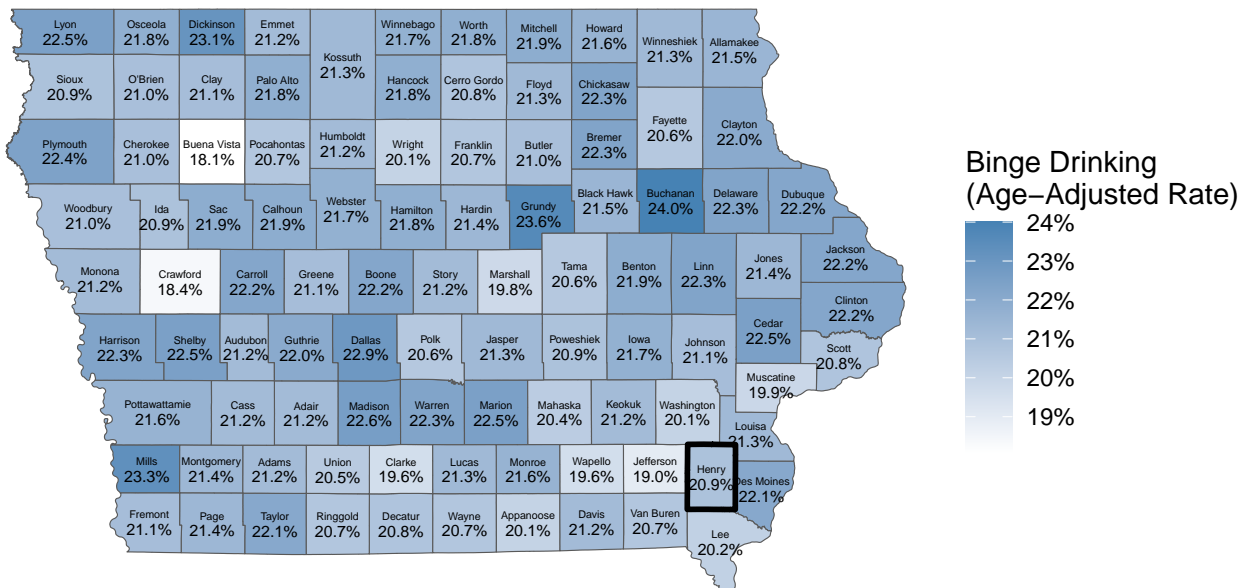 Lyon
22.5%
Osceola
21.8%
Dickinson
23.1%
Emmet
21.2%
Kossuth
21.3%
Winnebago
21.7%
Worth
21.8%
Mitchell
21.9%
Howard
21.6%
Winneshiek
21.3%
Allamakee
21.5%
Sioux
20.9%
O'Brien
21.0%
Clay
21.1%
Palo Alto
21.8%
Hancock
21.8%
Cerro Gordo
20.8%
Floyd
21.3%
Chickasaw
22.3%
Fayette
20.6%
Clayton
22.0%
Plymouth
22.4%
Cherokee
21.0%
Buena Vista
18.1%
Pocahontas
20.7%
Humboldt
21.2%
Wright
20.1%
Franklin
20.7%
Butler
21.0%
Bremer
22.3%
Woodbury
21.0%
Ida
20.9%
Sac
21.9%
Calhoun
21.9%
Webster
21.7%
Hamilton
21.8%
Hardin
21.4%
Grundy
23.6%
Black Hawk
21.5%
Buchanan
24.0%
Delaware
22.3%
Dubuque
22.2%
Monona
21.2%
Crawford
18.4%
Carroll
22.2%
Greene
21.1%
Boone
22.2%
Story
21.2%
Marshall
19.8%
Tama
20.6%
Benton
21.9%
Linn
22.3%
Jones
21.4%
Jackson
22.2%
Clinton
22.2%
Harrison
22.3%
Shelby
22.5%
Audubon
21.2%
Guthrie
22.0%
Dallas
22.9%
Polk
20.6%
Jasper
21.3%
Poweshiek
20.9%
Iowa
21.7%
Johnson
21.1%
Cedar
22.5%
Scott
20.8%
Muscatine
19.9%
Pottawattamie
21.6%
Cass
21.2%
Adair
21.2%
Madison
22.6%
Warren
22.3%
Marion
22.5%
Mahaska
20.4%
Keokuk
21.2%
Washington
20.1%
Louisa
21.3%
Mills
23.3%
Montgomery
21.4%
Adams
21.2%
Union
20.5%
Clarke
19.6%
Lucas
21.3%
Monroe
21.6%
Wapello
19.6%
Jefferson
19.0%
Henry
20.9%
Des Moines
22.1%
Fremont
21.1%
Page
21.4%
Taylor
22.1%
Ringgold
20.7%
Decatur
20.8%
Wayne
20.7%
Appanoose
20.1%
Davis
21.2%
Van Buren
20.7%
Lee
20.2%
Binge Drinking
(Age−Adjusted Rate)
24%
23%
22%
21%
20%
19%